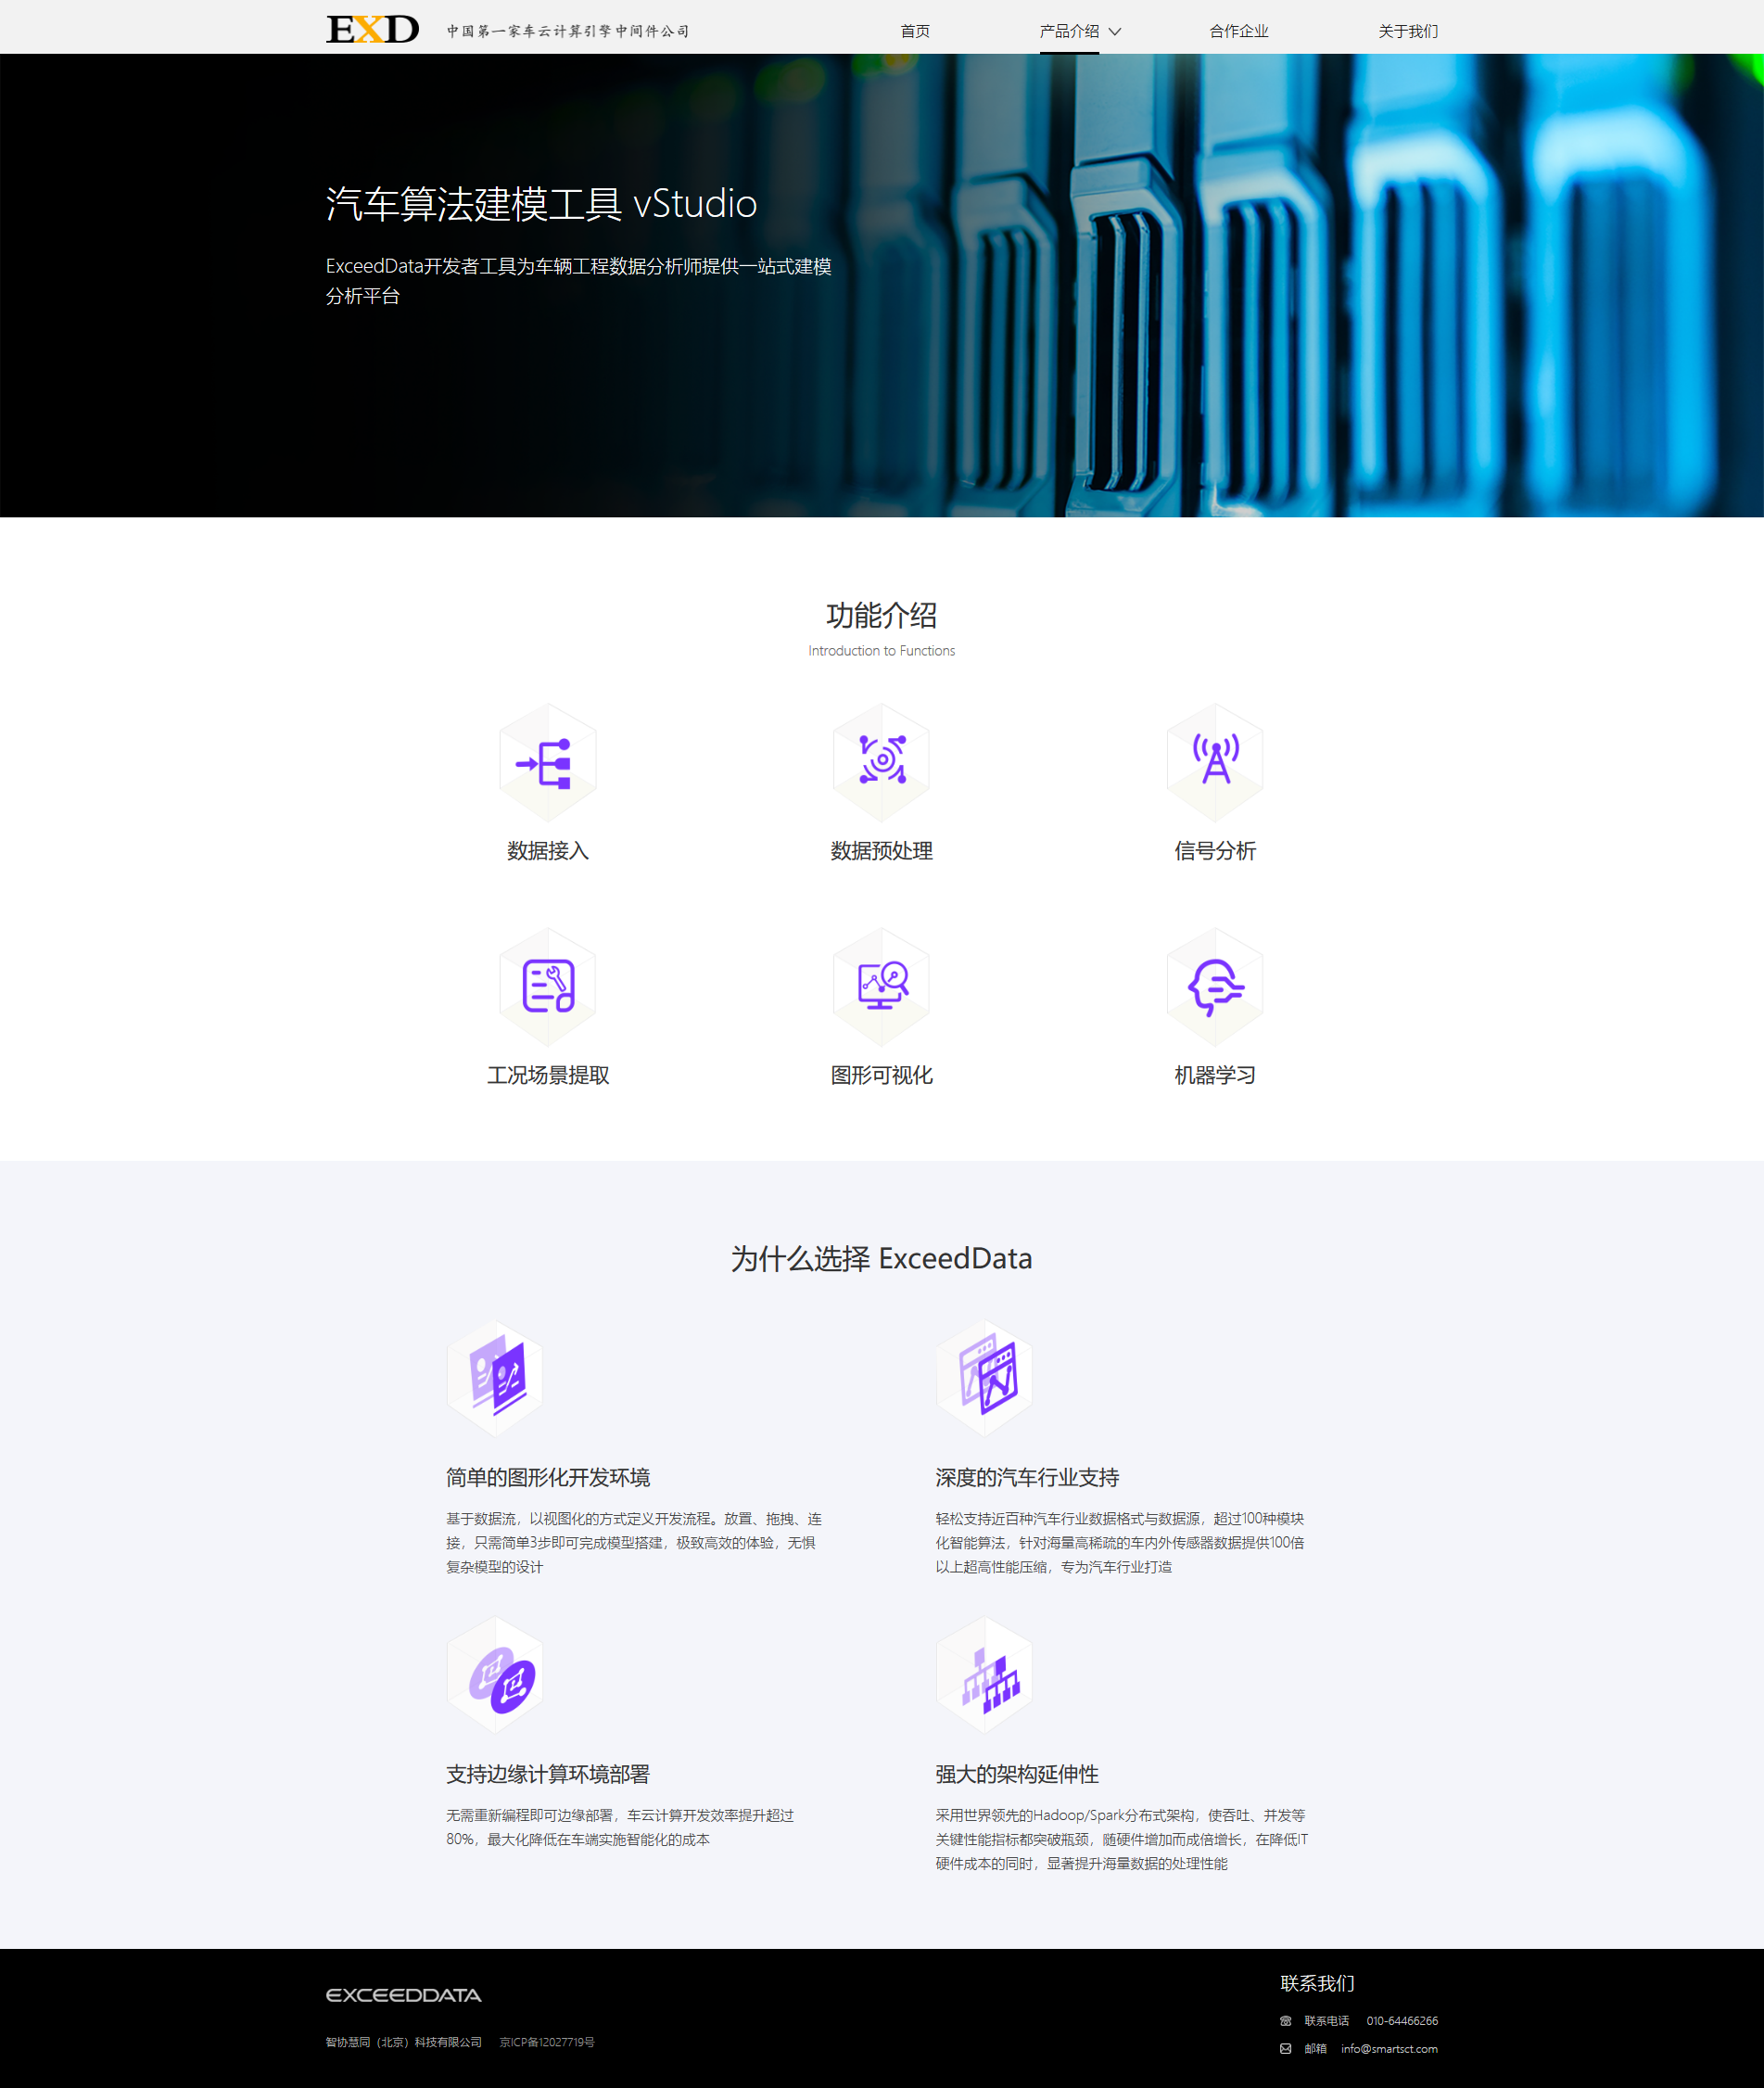 EXD
中国第一家车云计算引擎中间件公司
首页
产品介绍
合作企业
关于我们
汽车算法建模工具 vStudio
ExceedData开发者工具为车辆工程数据分析师提供一站式建模
分析平台
功能介绍
Introduction to Functions
数据接入
数据预处理
信号分析
工况场景提取
图形可视化
机器学习
为什么选择 ExceedData
简单的图形化开发环境
基于数据流，以视图化的方式定义开发流程。放置、拖拽、连
接，只需简单3步即可完成模型搭建，极致高效的体验，无惧
复杂模型的设计
深度的汽车行业支持
轻松支持近百种汽车行业数据格式与数据源，超过100种模块
化智能算法，针对海量高稀疏的车内外传感器数据提供100倍
以上超高性能压缩，专为汽车行业打造
支持边缘计算环境部署
无需重新编程即可边缘部署，车云计算开发效率提升超过
80%，最大化降低在车端实施智能化的成本
强大的架构延伸性
采用世界领先的Hadoop/Spark分布式架构，使吞吐、并发等
关键性能指标都突破瓶颈，随硬件增加而成倍增长，在降低IT
硬件成本的同时，显著提升海量数据的处理性能
EXCEEDDATA
智协慧同（北京）科技有限公司 京ICP备12027719号
联系我们
联系电话 010-64466266
邮箱 info@smartsct.com